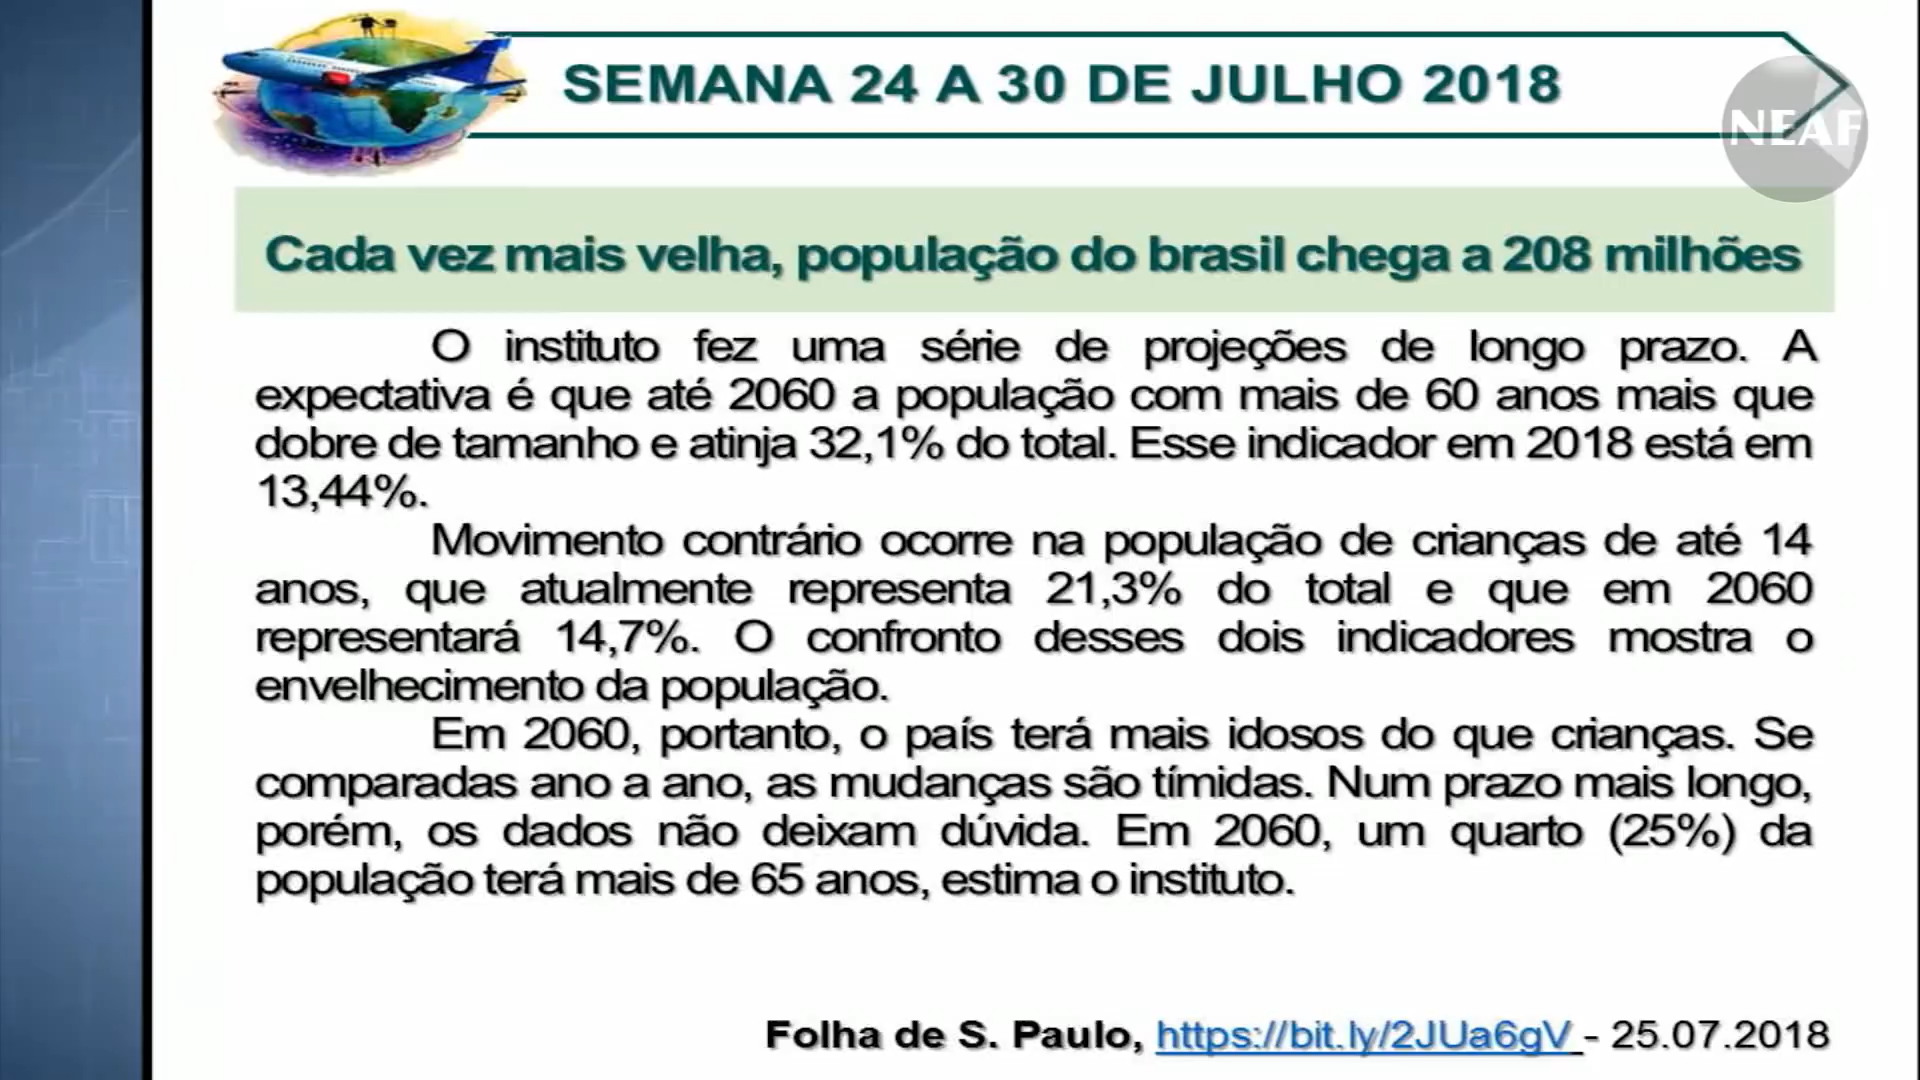 SEMANA 24 A 30 DE JULHO 2018
NEAF
Cada vez mais velha, população do brasil chega a 208 milhões
O instituto fez uma série de projeções de longo prazo. A
expectativa é que até 2060 a população com mais de 60 anos mais que
dobre de tamanho e atinja 32,1% do total. Esse indicador em 2018 está em
13,44%.
Movimento contrário ocorre na população de crianças de até 14
anos, que atualmente representa 21,3% do total e que em 2060
representará 14,7%. O confronto desses dois indicadores mostra o
envelhecimento da população.
Em 2060, portanto, o país terá mais idosos do que crianças. Se
comparadas ano a ano, as mudanças são tímidas. Num prazo mais longo,
porém, os dados não deixam dúvida. Em 2060, um quarto (25%) da
população terá mais de 65 anos, estima o instituto.
Folha de S. Paulo, https://bit.ly/2JUa6gV - 25.07.2018